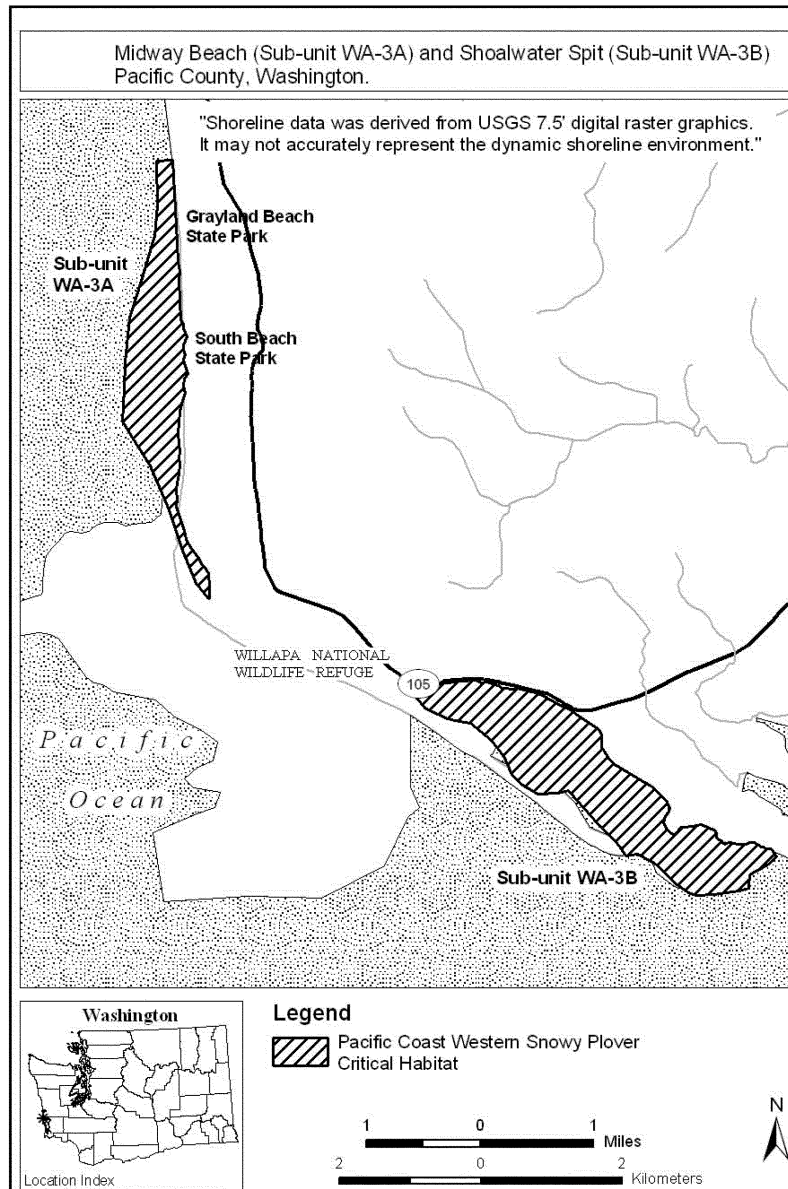 Midway Beach (Sub-unit WA-3A) and Shoalwater Spit (Sub-unit WA-3B)
Pacific County, Washington.
"Shoreline data was derived from USGS 7.5' digital raster graphics.
It may not accurately represent the dynamic shoreline environment."
Grayland Beach
State Park
Sub-unit
WA-3A
South Beach
State Park
WILLAPA NATIONAL
WILDLIFE REFUGE
105
Pacific
Ocean
Sub-unit WA-3B
Washington
Location Index
Legend
Pacific Coast Western Snowy Plover
Critical Habitat
N
1 0 1
Miles
2 0 2
Kilometers